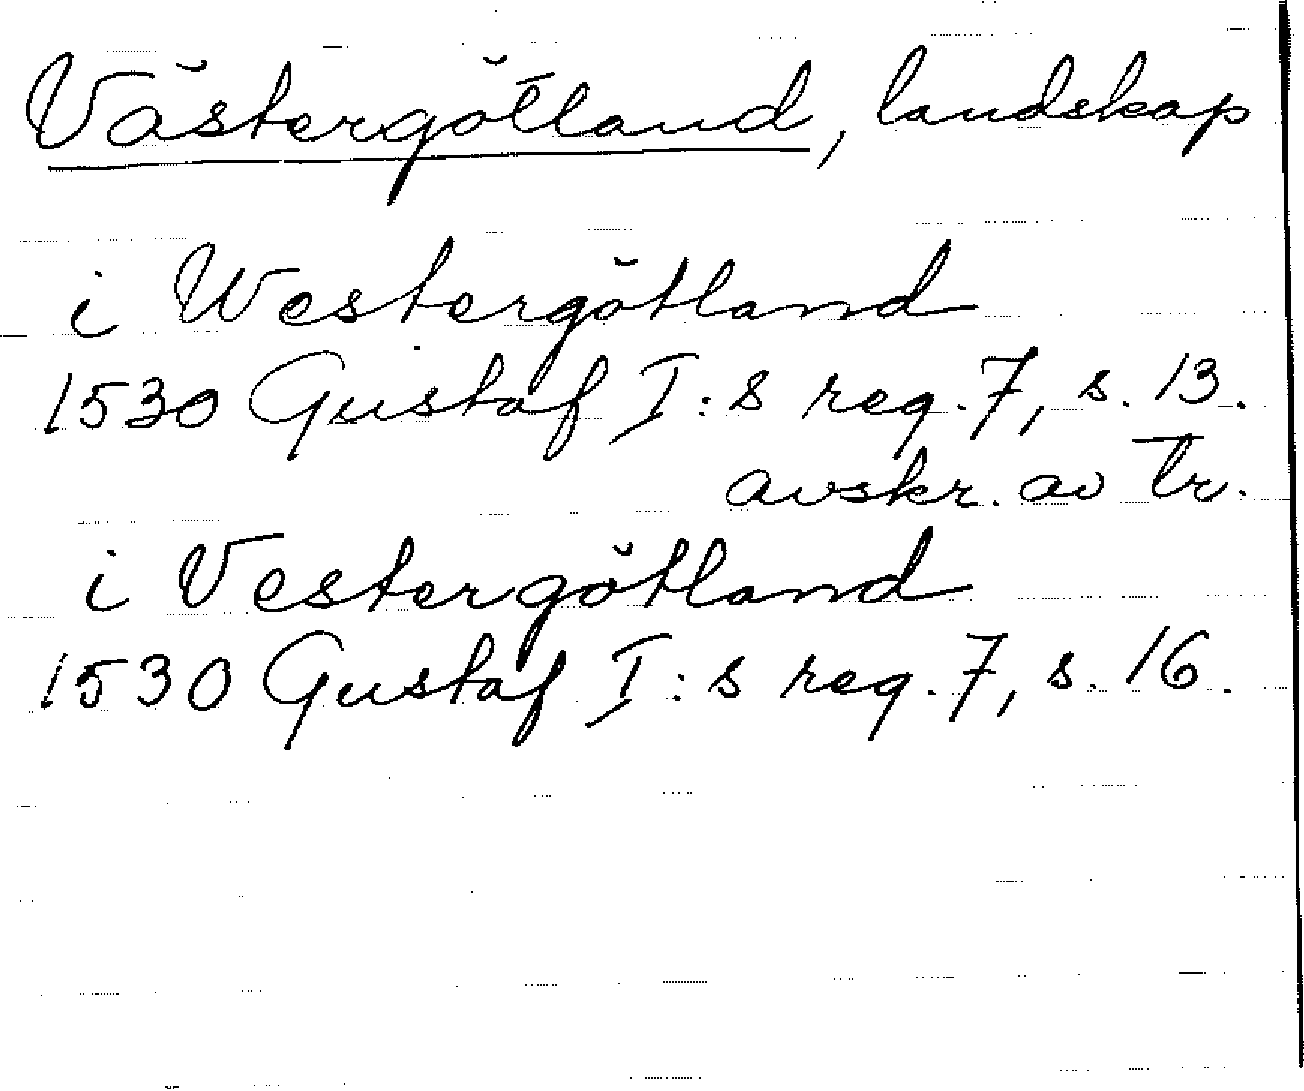 Västergötland, landskap
i Westergötland
1530 Gustaf I:s reg. 7, s. 13.
avskr. av tr.
i Vestergötland
1530 Gustaf I:s reg. 7, s. 16.